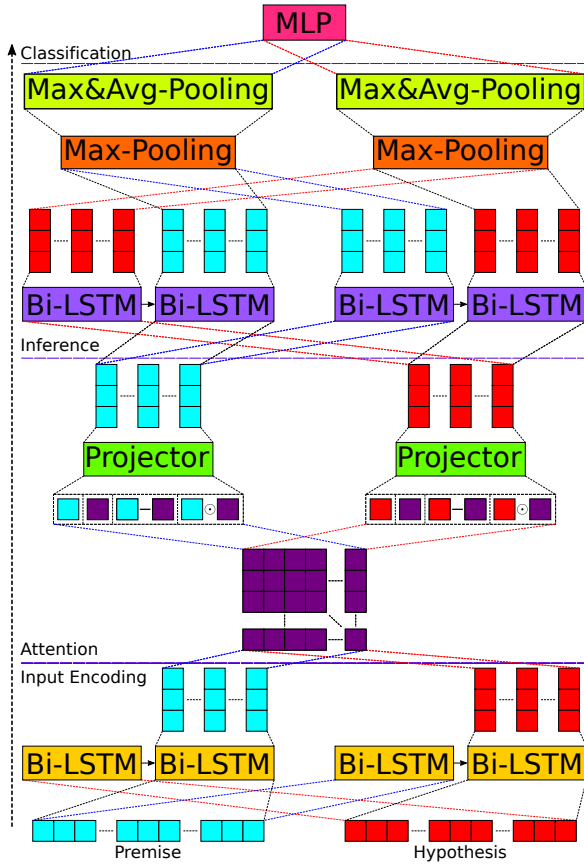 MLP
Classification
Max&Avg-Pooling Max&Avg-Pooling
Max-Pooling Max-Pooling
Bi-LSTM Bi-LSTM Bi-LSTM Bi-LSTM
Inference
Projector Projector
Attention
Input Encoding
Bi-LSTM Bi-LSTM Bi-LSTM Bi-LSTM
Premise Hypothesis